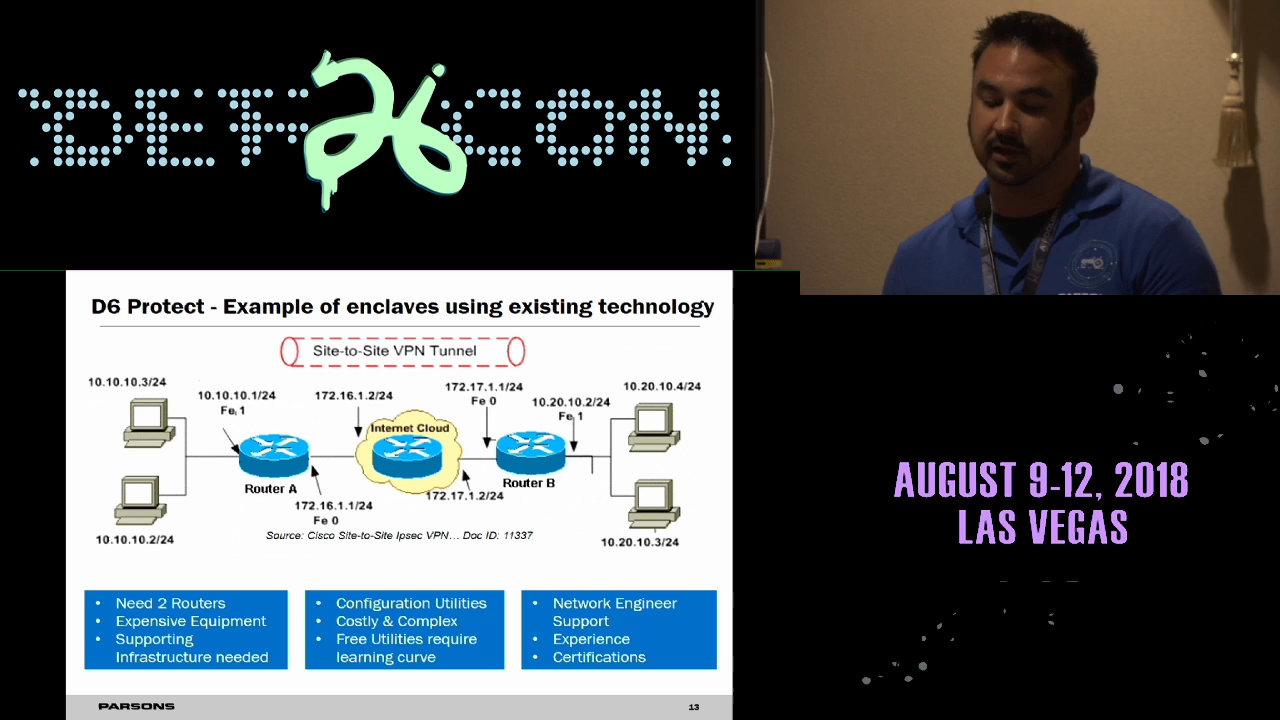 DEF 26 CON
D6 Protect - Example of enclaves using existing technology
Site-to-Site VPN Tunnel
10.10.10.3/24
10.10.10.1/24
Fe 1
172.16.1.2/24
172.17.1.1/24
Fe 0
10.20.10.2/24
Fe 1
10.20.10.4/24
Internet Cloud
Router A
Router B
172.16.1.1/24
Fe 0
172.17.1.2/24
10.10.10.2/24
10.20.10.3/24
Source: Cisco Site-to-Site Ipsec VPN... Doc ID: 11337
• Need 2 Routers
• Expensive Equipment
• Supporting
Infrastructure needed
• Configuration Utilities
• Costly & Complex
• Free Utilities require
learning curve
• Network Engineer
Support
• Experience
• Certifications
PARSONS
13
AUGUST 9-12, 2018
LAS VEGAS